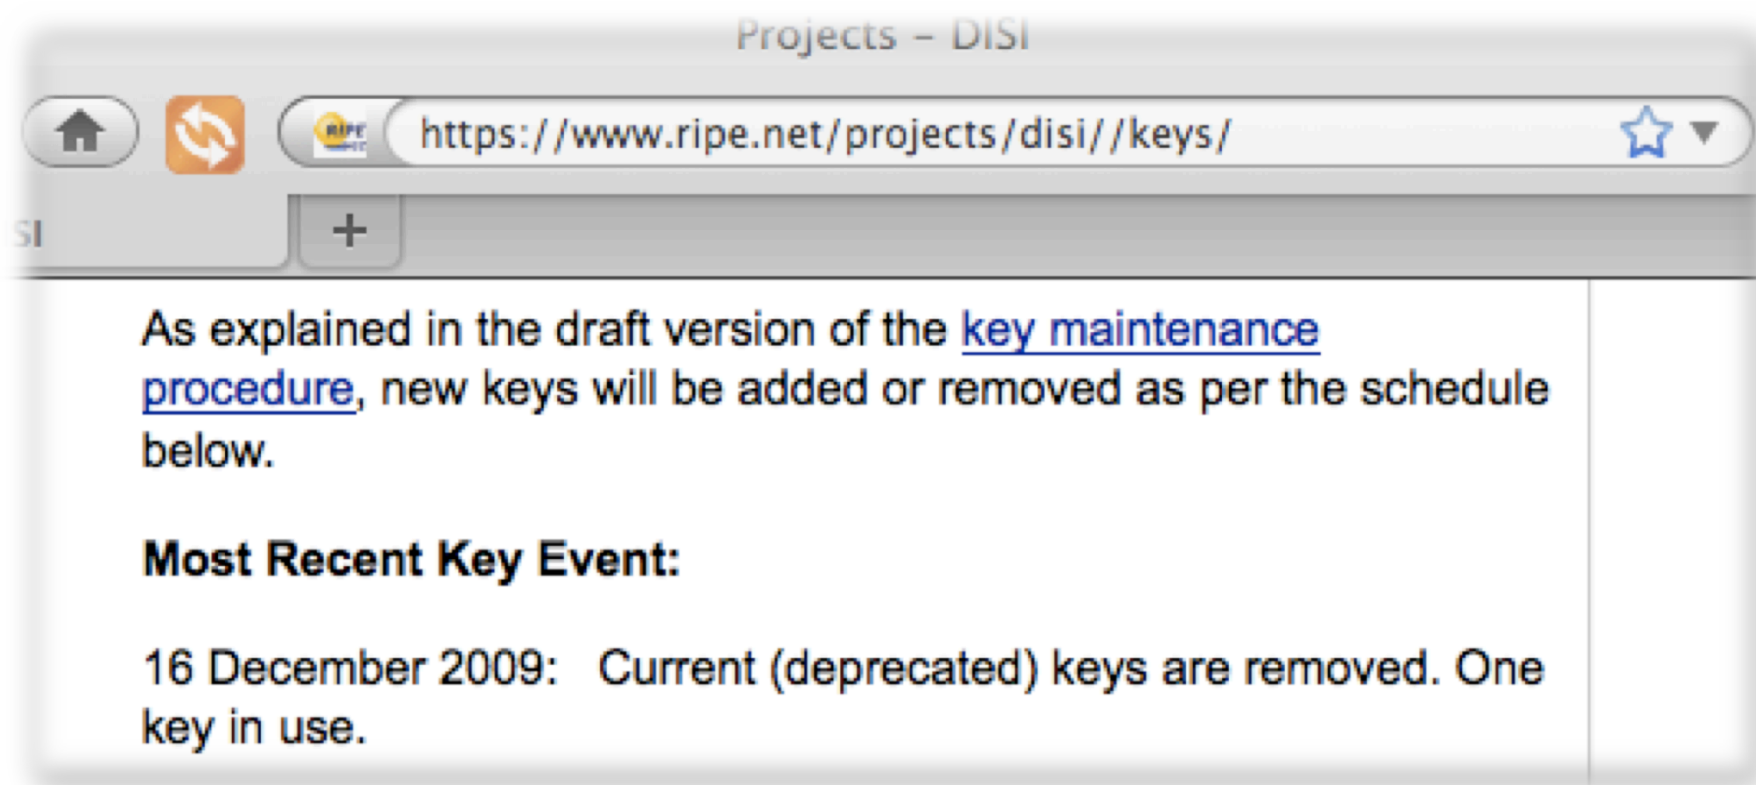 Projects – DISI
RIPE
https://www.ripe.net/projects/disi//keys/
SI
As explained in the draft version of the key maintenance
procedure, new keys will be added or removed as per the schedule
below.
Most Recent Key Event:
16 December 2009: Current (deprecated) keys are removed. One
key in use.